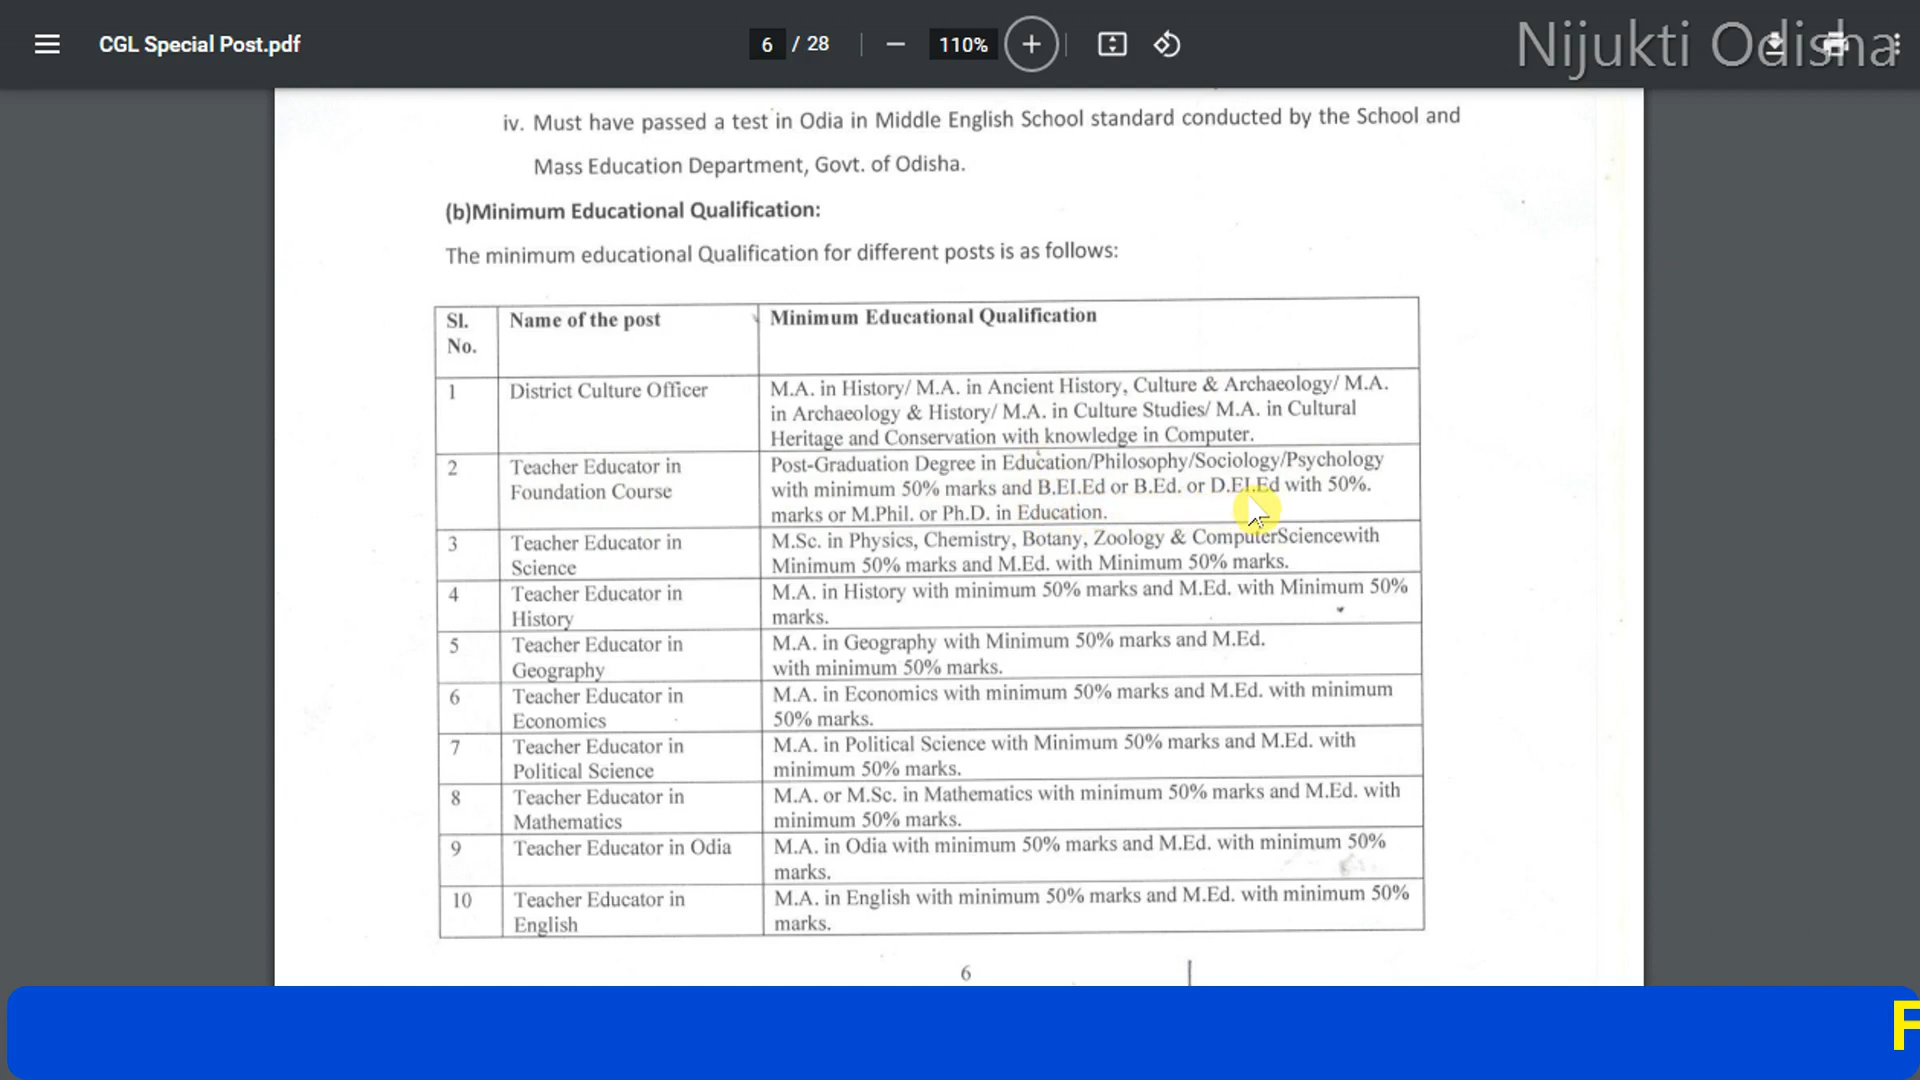 CGL Special Post.pdf
6 / 28
110%
Nijukti Odisha
iv. Must have passed a test in Odia in Middle English School standard conducted by the School and
Mass Education Department, Govt. of Odisha.
(b)Minimum Educational Qualification:
The minimum educational Qualification for different posts is as follows:
Sl. No.
Name of the post
Minimum Educational Qualification
1
District Culture Officer
M.A. in History/ M.A. in Ancient History, Culture & Archaeology/ M.A.
in Archaeology & History/ M.A. in Culture Studies/ M.A. in Cultural
Heritage and Conservation with knowledge in Computer.
2
Teacher Educator in
Foundation Course
Post-Graduation Degree in Education/Philosophy/Sociology/Psychology
with minimum 50% marks and B.El.Ed or B.Ed. or D.El.Ed with 50%.
marks or M.Phil. or Ph.D. in Education.
3
Teacher Educator in
Science
M.Sc. in Physics, Chemistry, Botany, Zoology & ComputerSciencewith
Minimum 50% marks and M.Ed. with Minimum 50% marks.
4
Teacher Educator in
History
M.A. in History with minimum 50% marks and M.Ed. with Minimum 50%
marks.
5
Teacher Educator in
Geography
M.A. in Geography with Minimum 50% marks and M.Ed.
with minimum 50% marks.
6
Teacher Educator in
Economics
M.A. in Economics with minimum 50% marks and M.Ed. with minimum
50% marks.
7
Teacher Educator in
Political Science
M.A. in Political Science with Minimum 50% marks and M.Ed. with
minimum 50% marks.
8
Teacher Educator in
Mathematics
M.A. or M.Sc. in Mathematics with minimum 50% marks and M.Ed. with
minimum 50% marks.
9
Teacher Educator in Odia
M.A. in Odia with minimum 50% marks and M.Ed. with minimum 50%
marks.
10
Teacher Educator in
English
M.A. in English with minimum 50% marks and M.Ed. with minimum 50%
marks.
6